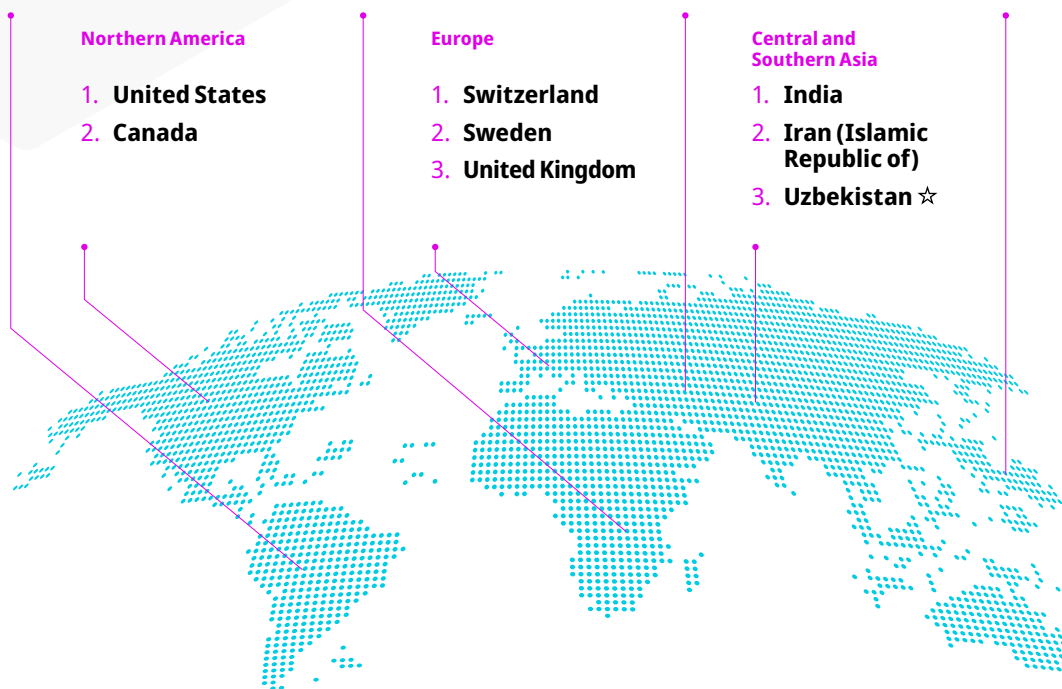 Northern America
1. United States
2. Canada
Europe
1. Switzerland
2. Sweden
3. United Kingdom
Central and
Southern Asia
1. India
2. Iran (Islamic
Republic of)
3. Uzbekistan ☆